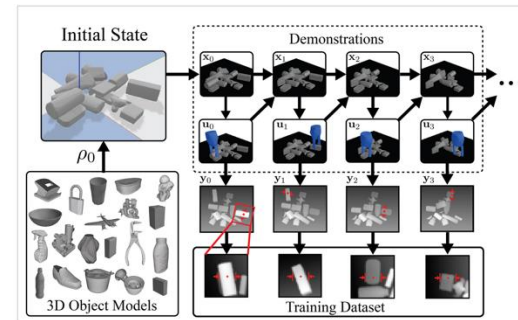 Initial State
Demonstrations
x₀
x₁
x₂
x₃
u₀
u₁
u₂
u₃
ρ₀
y₀
y₁
y₂
y₃
3D Object Models
Training Dataset